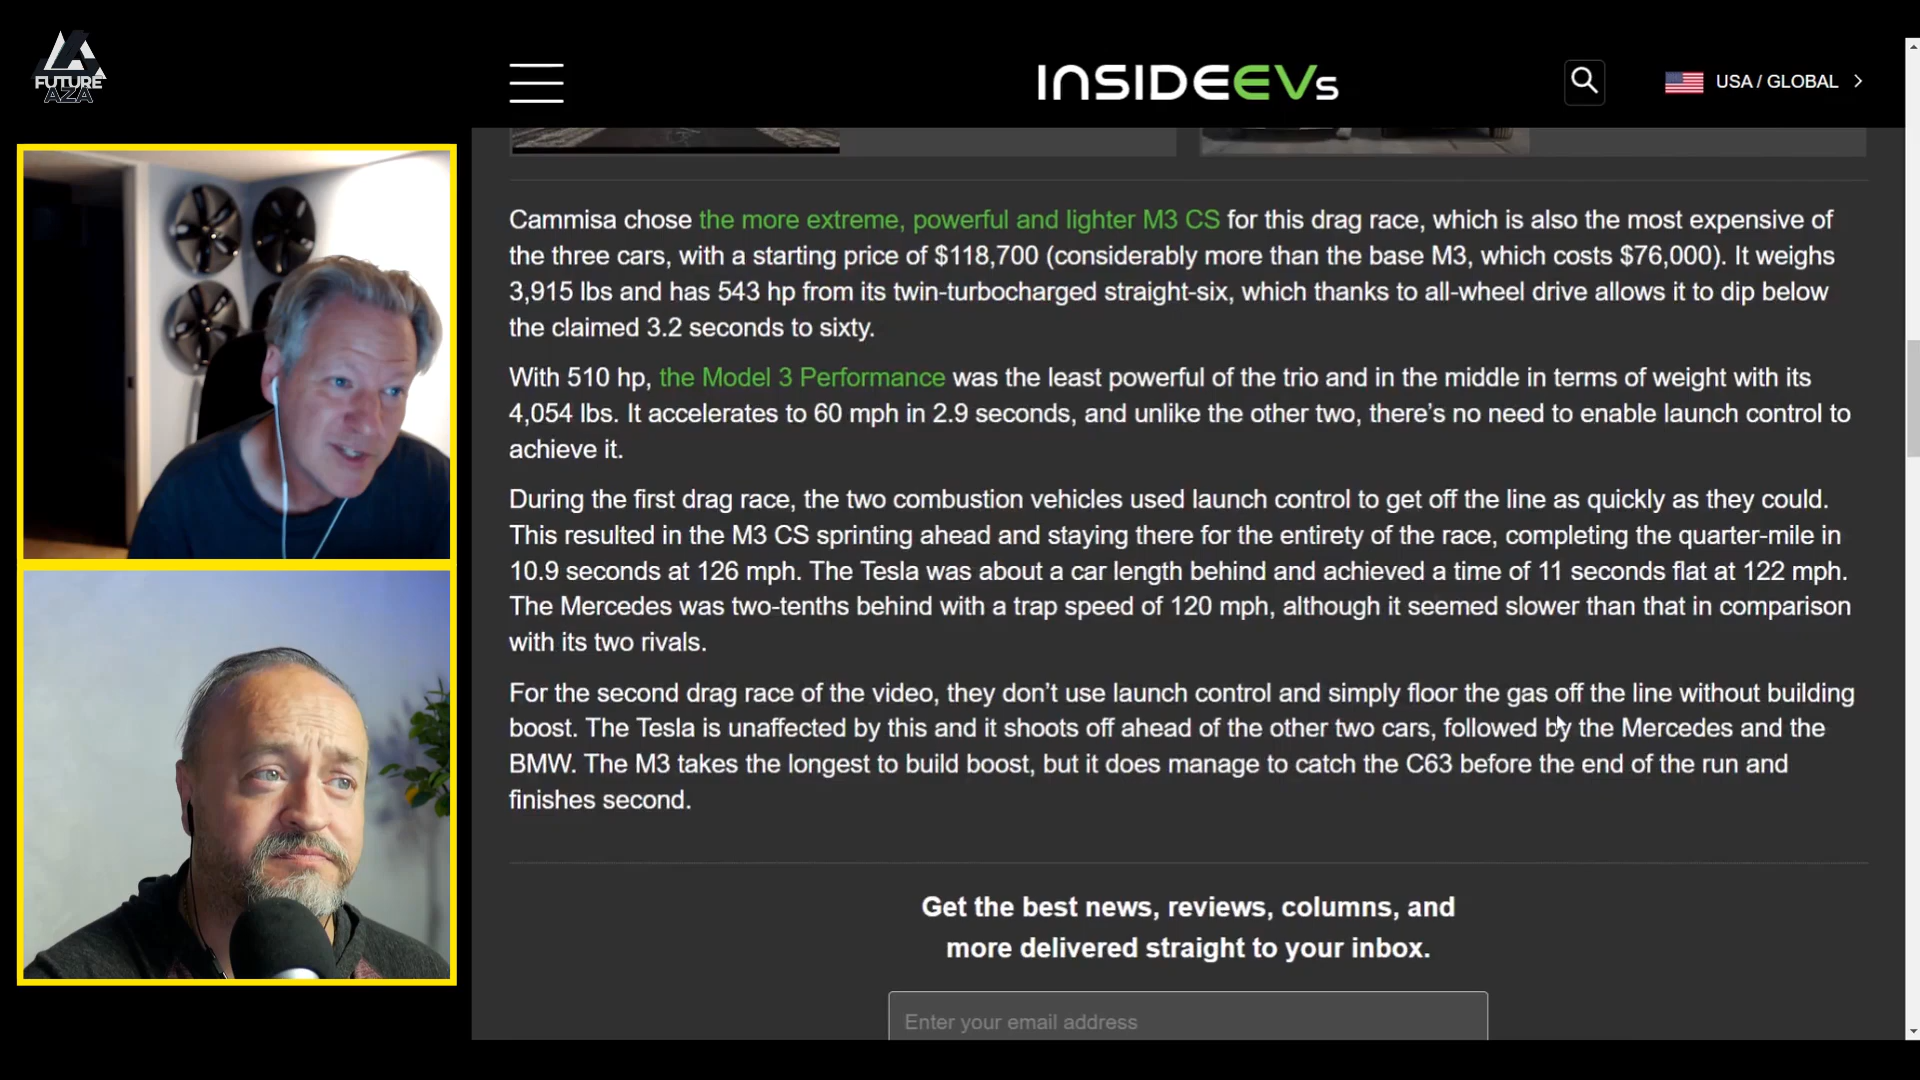 FUTURE
AZA
INSIDEEVs
USA / GLOBAL
Cammisa chose the more extreme, powerful and lighter M3 CS for this drag race, which is also the most expensive of
the three cars, with a starting price of $118,700 (considerably more than the base M3, which costs $76,000). It weighs
3,915 lbs and has 543 hp from its twin-turbocharged straight-six, which thanks to all-wheel drive allows it to dip below
the claimed 3.2 seconds to sixty.
With 510 hp, the Model 3 Performance was the least powerful of the trio and in the middle in terms of weight with its
4,054 lbs. It accelerates to 60 mph in 2.9 seconds, and unlike the other two, there’s no need to enable launch control to
achieve it.
During the first drag race, the two combustion vehicles used launch control to get off the line as quickly as they could.
This resulted in the M3 CS sprinting ahead and staying there for the entirety of the race, completing the quarter-mile in
10.9 seconds at 126 mph. The Tesla was about a car length behind and achieved a time of 11 seconds flat at 122 mph.
The Mercedes was two-tenths behind with a trap speed of 120 mph, although it seemed slower than that in comparison
with its two rivals.
For the second drag race of the video, they don’t use launch control and simply floor the gas off the line without building
boost. The Tesla is unaffected by this and it shoots off ahead of the other two cars, followed by the Mercedes and the
BMW. The M3 takes the longest to build boost, but it does manage to catch the C63 before the end of the run and
finishes second.
Get the best news, reviews, columns, and
more delivered straight to your inbox.
Enter your email address